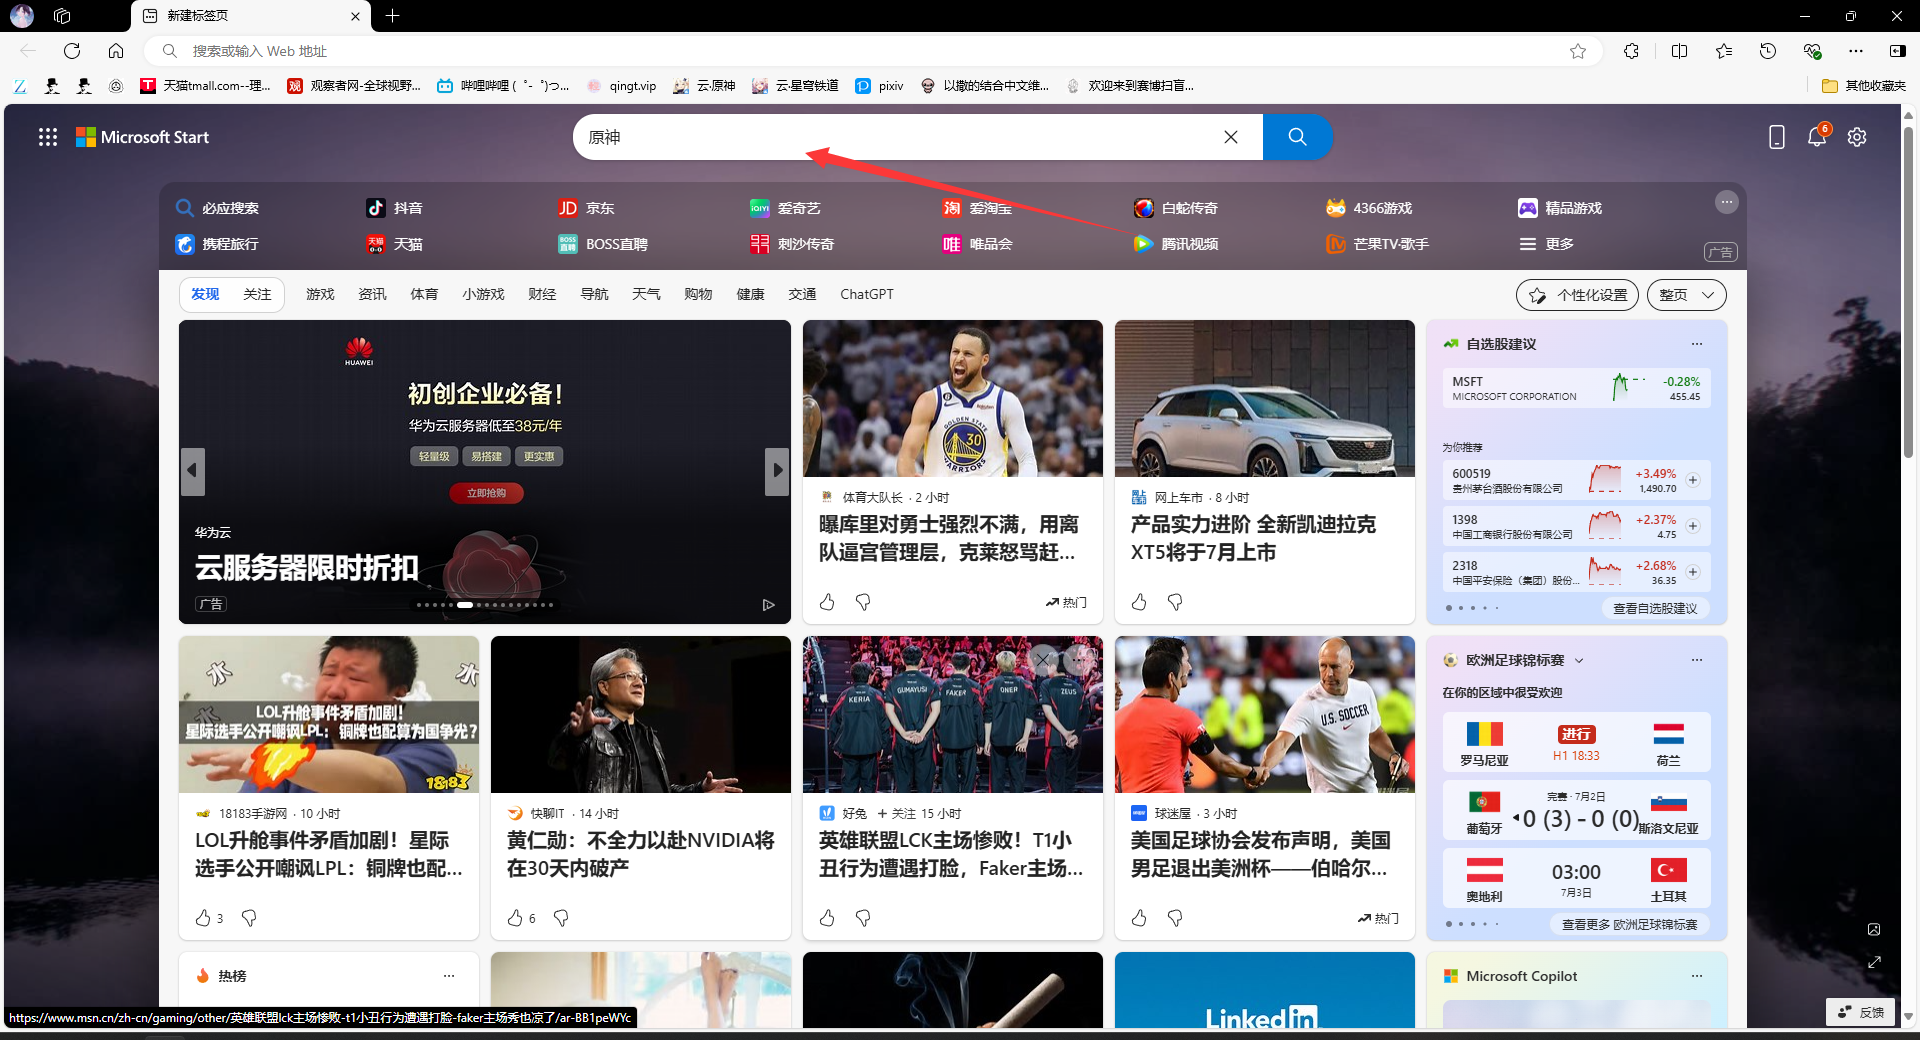 新建标签页
搜索或输入 Web 地址
天猫tmall.com--理...
观察者网-全球视野...
哔哩哔哩 ( ゜- ゜)つ...
qingt.vip
云·原神
云·星穹铁道
pixiv
以撒的结合中文维...
欢迎来到赛博扫盲...
其他收藏夹
Microsoft Start
原神
6
必应搜索
抖音
JD 京东
iQIYI 爱奇艺
淘 爱淘宝
白蛇传奇
4366游戏
精品游戏
携程旅行
天猫 天猫
BOSS直聘 BOSS直聘
刺沙传奇
唯 唯品会
腾讯视频
芒果TV·歌手
更多
广告
发现 关注 游戏 资讯 体育 小游戏 财经 导航 天气 购物 健康 交通 ChatGPT
个性化设置
整页
HUAWEI
初创企业必备！
华为云服务器低至38元/年
轻量级 易搭建 更实惠
立即抢购
华为云
云服务器限时折扣
广告
GOLDEN STATE
30
WARRIORS
Rakuten
体育大队长 · 2 小时
曝库里对勇士强烈不满，用离
队逼宫管理层，克莱怒骂赶...
热门
网上车市 · 8 小时
产品实力进阶 全新凯迪拉克
XT5将于7月上市
自选股建议
MSFT
MICROSOFT CORPORATION
-0.28%
455.45
为你推荐
600519
贵州茅台酒股份有限公司
+3.49%
1,490.70
1398
中国工商银行股份有限公司
+2.37%
4.75
2318
中国平安保险（集团）股份...
+2.68%
36.35
查看自选股建议
LOL升舱事件矛盾加剧！
星际选手公开嘲讽LPL：铜牌也配算为国争光？
18183
18183手游网 · 10 小时
LOL升舱事件矛盾加剧！星际
选手公开嘲讽LPL：铜牌也配...
3
快聊IT · 14 小时
黄仁勋：不全力以赴NVIDIA将
在30天内破产
6
KERIA
GUMAYUSI
FAKER
ONER
ZEUS
好兔 + 关注 15 小时
英雄联盟LCK主场惨败！T1小
丑行为遭遇打脸，Faker主场...
U.S. SOCCER
球迷屋 · 3 小时
美国足球协会发布声明，美国
男足退出美洲杯——伯哈尔...
热门
欧洲足球锦标赛
在你的区域中很受欢迎
罗马尼亚
进行
H1 18:33
荷兰
葡萄牙
完赛 · 7月2日
0 (3) - 0 (0)
斯洛文尼亚
奥地利
03:00
7月3日
土耳其
查看更多 欧洲足球锦标赛
热榜
LinkedIn
Microsoft Copilot
反馈
https://www.msn.cn/zh-cn/gaming/other/英雄联盟lck主场惨败-t1小丑行为遭遇打脸-faker主场秀也凉了/ar-BB1peWYc